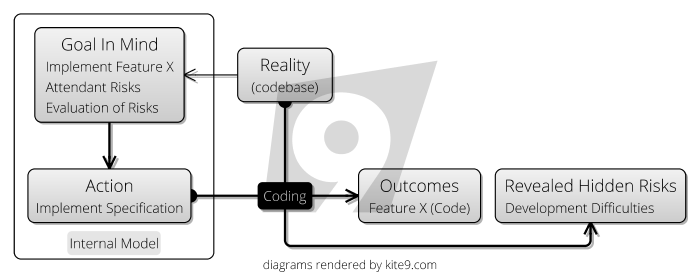 Goal In Mind
Implement Feature X
Attendant Risks
Evaluation of Risks
Reality
(codebase)
Action
Implement Specification
Internal Model
Coding
Outcomes
Feature X (Code)
Revealed Hidden Risks
Development Difficulties
diagrams rendered by kite9.com